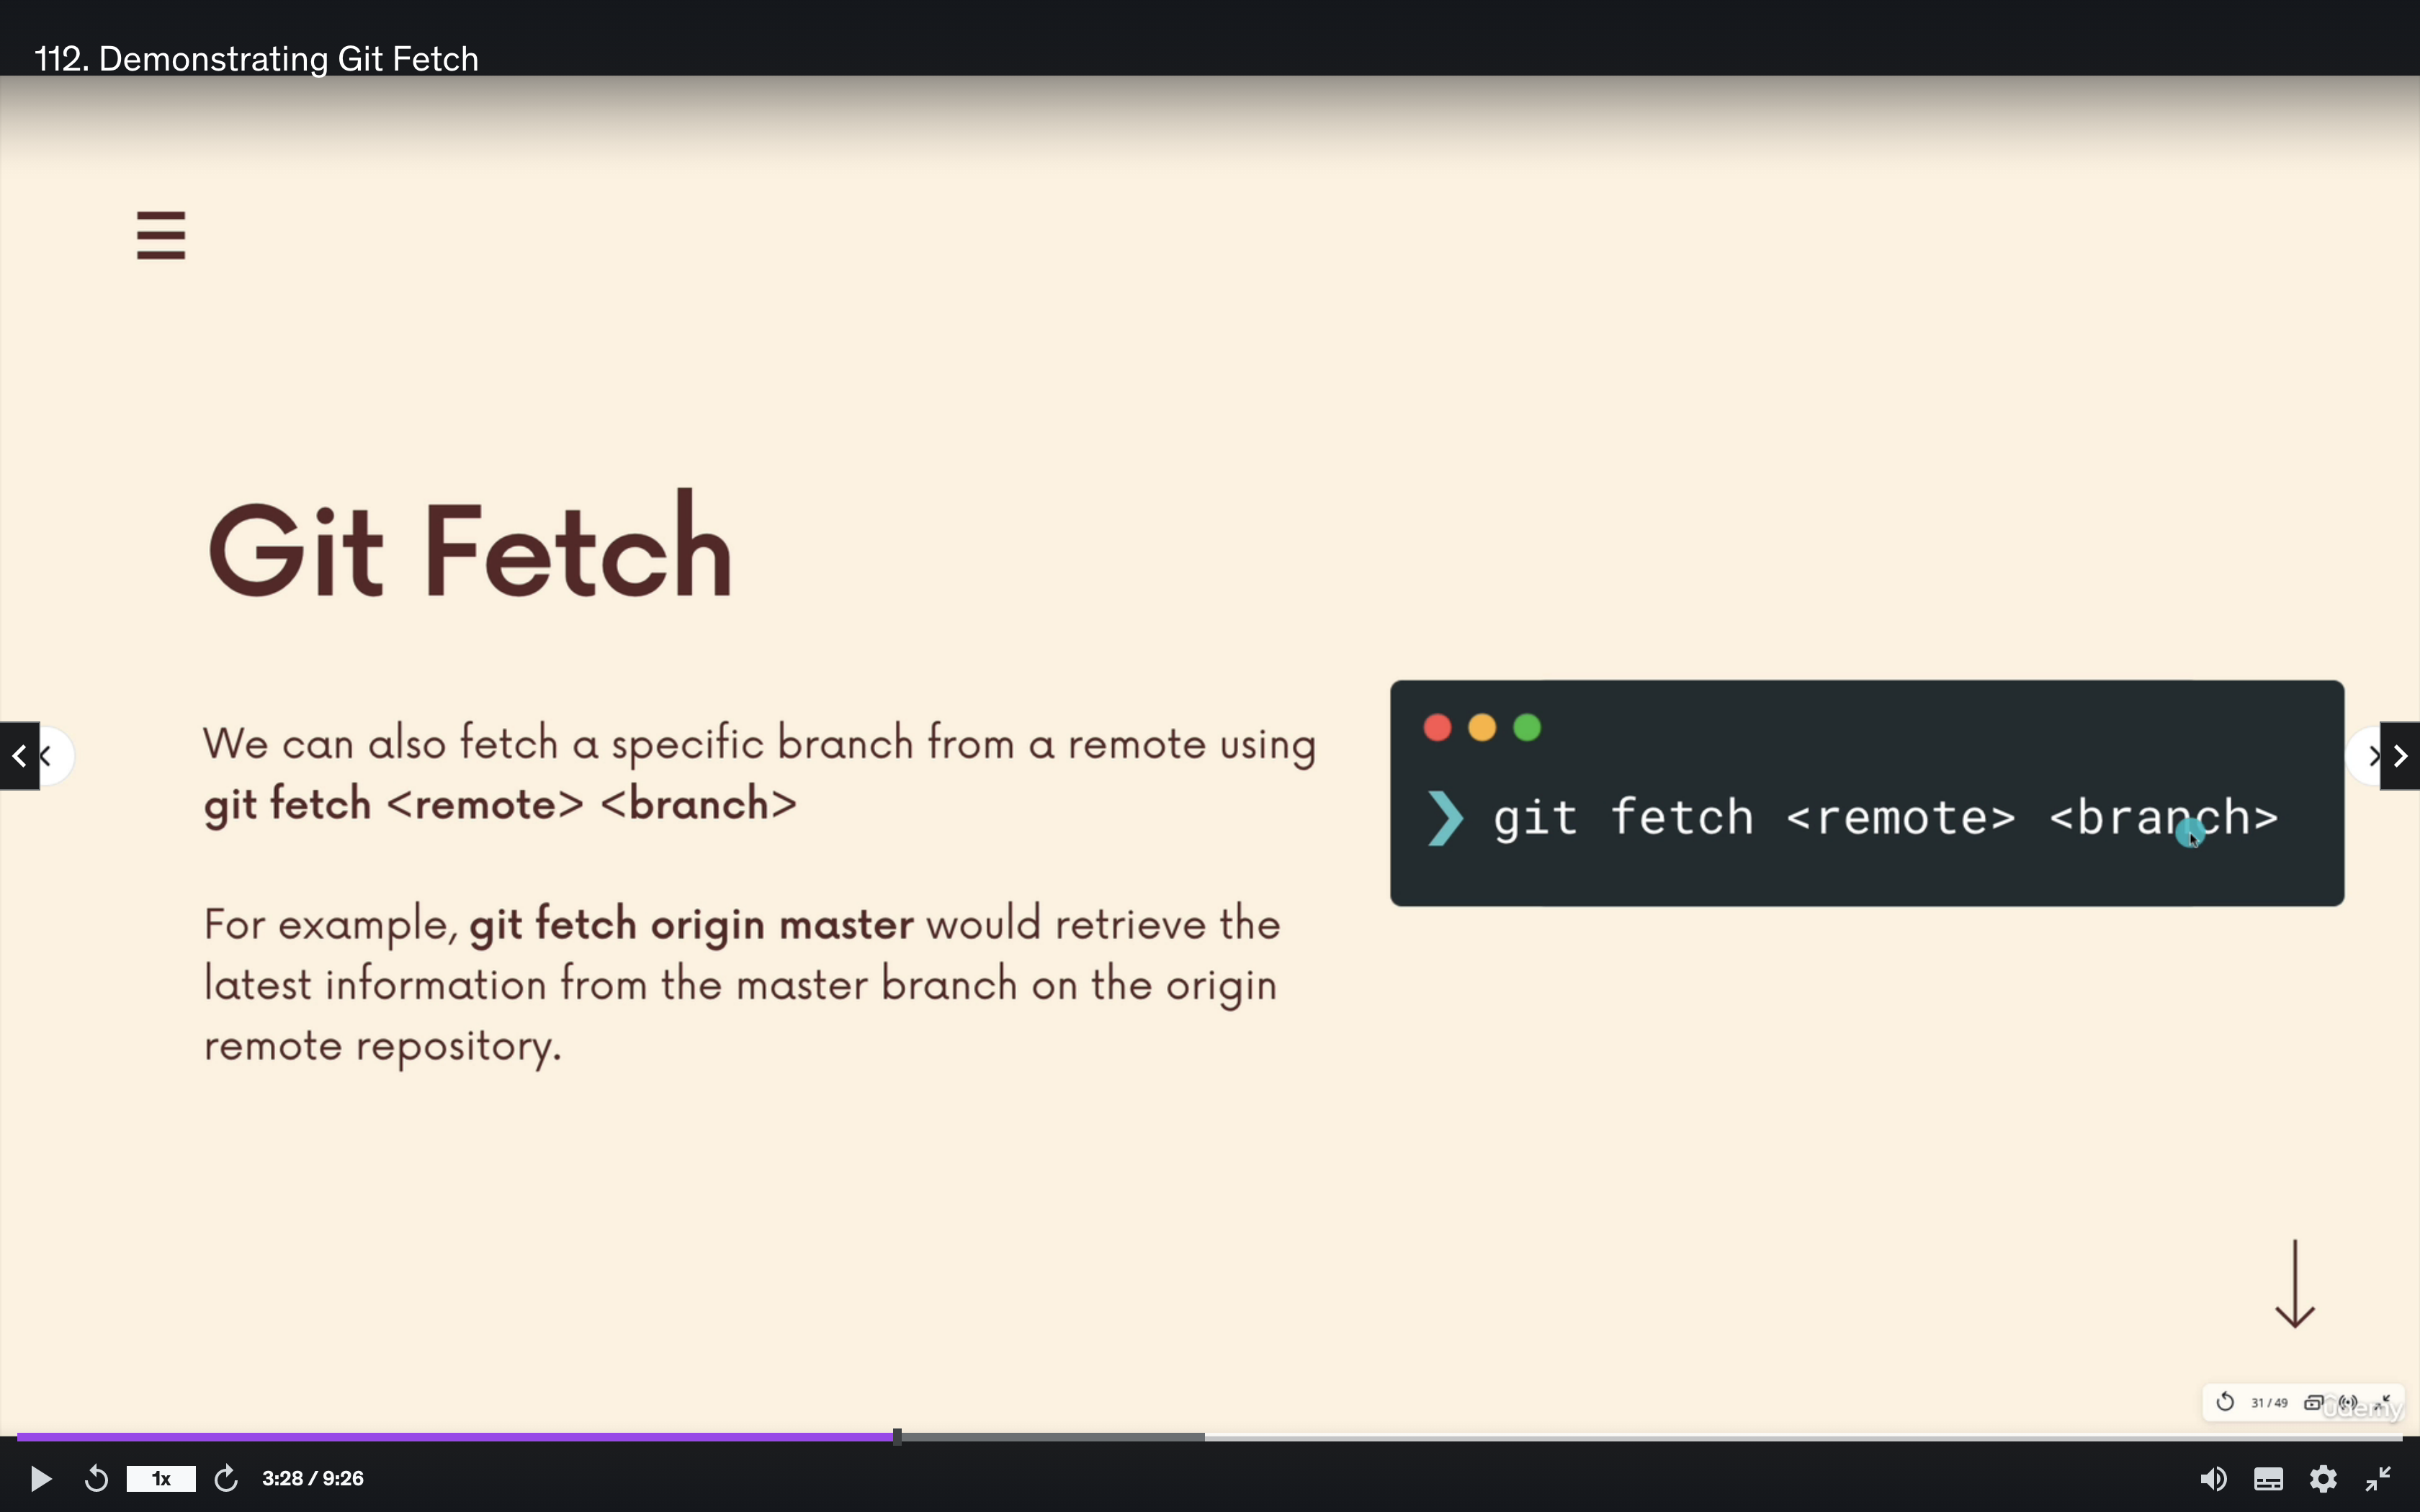 112. Demonstrating Git Fetch
Git Fetch
We can also fetch a specific branch from a remote using
git fetch <remote> <branch>
For example, git fetch origin master would retrieve the
latest information from the master branch on the origin
remote repository.
❯ git fetch <remote> <branch>
31 / 49
udemy
1x
3:28 / 9:26